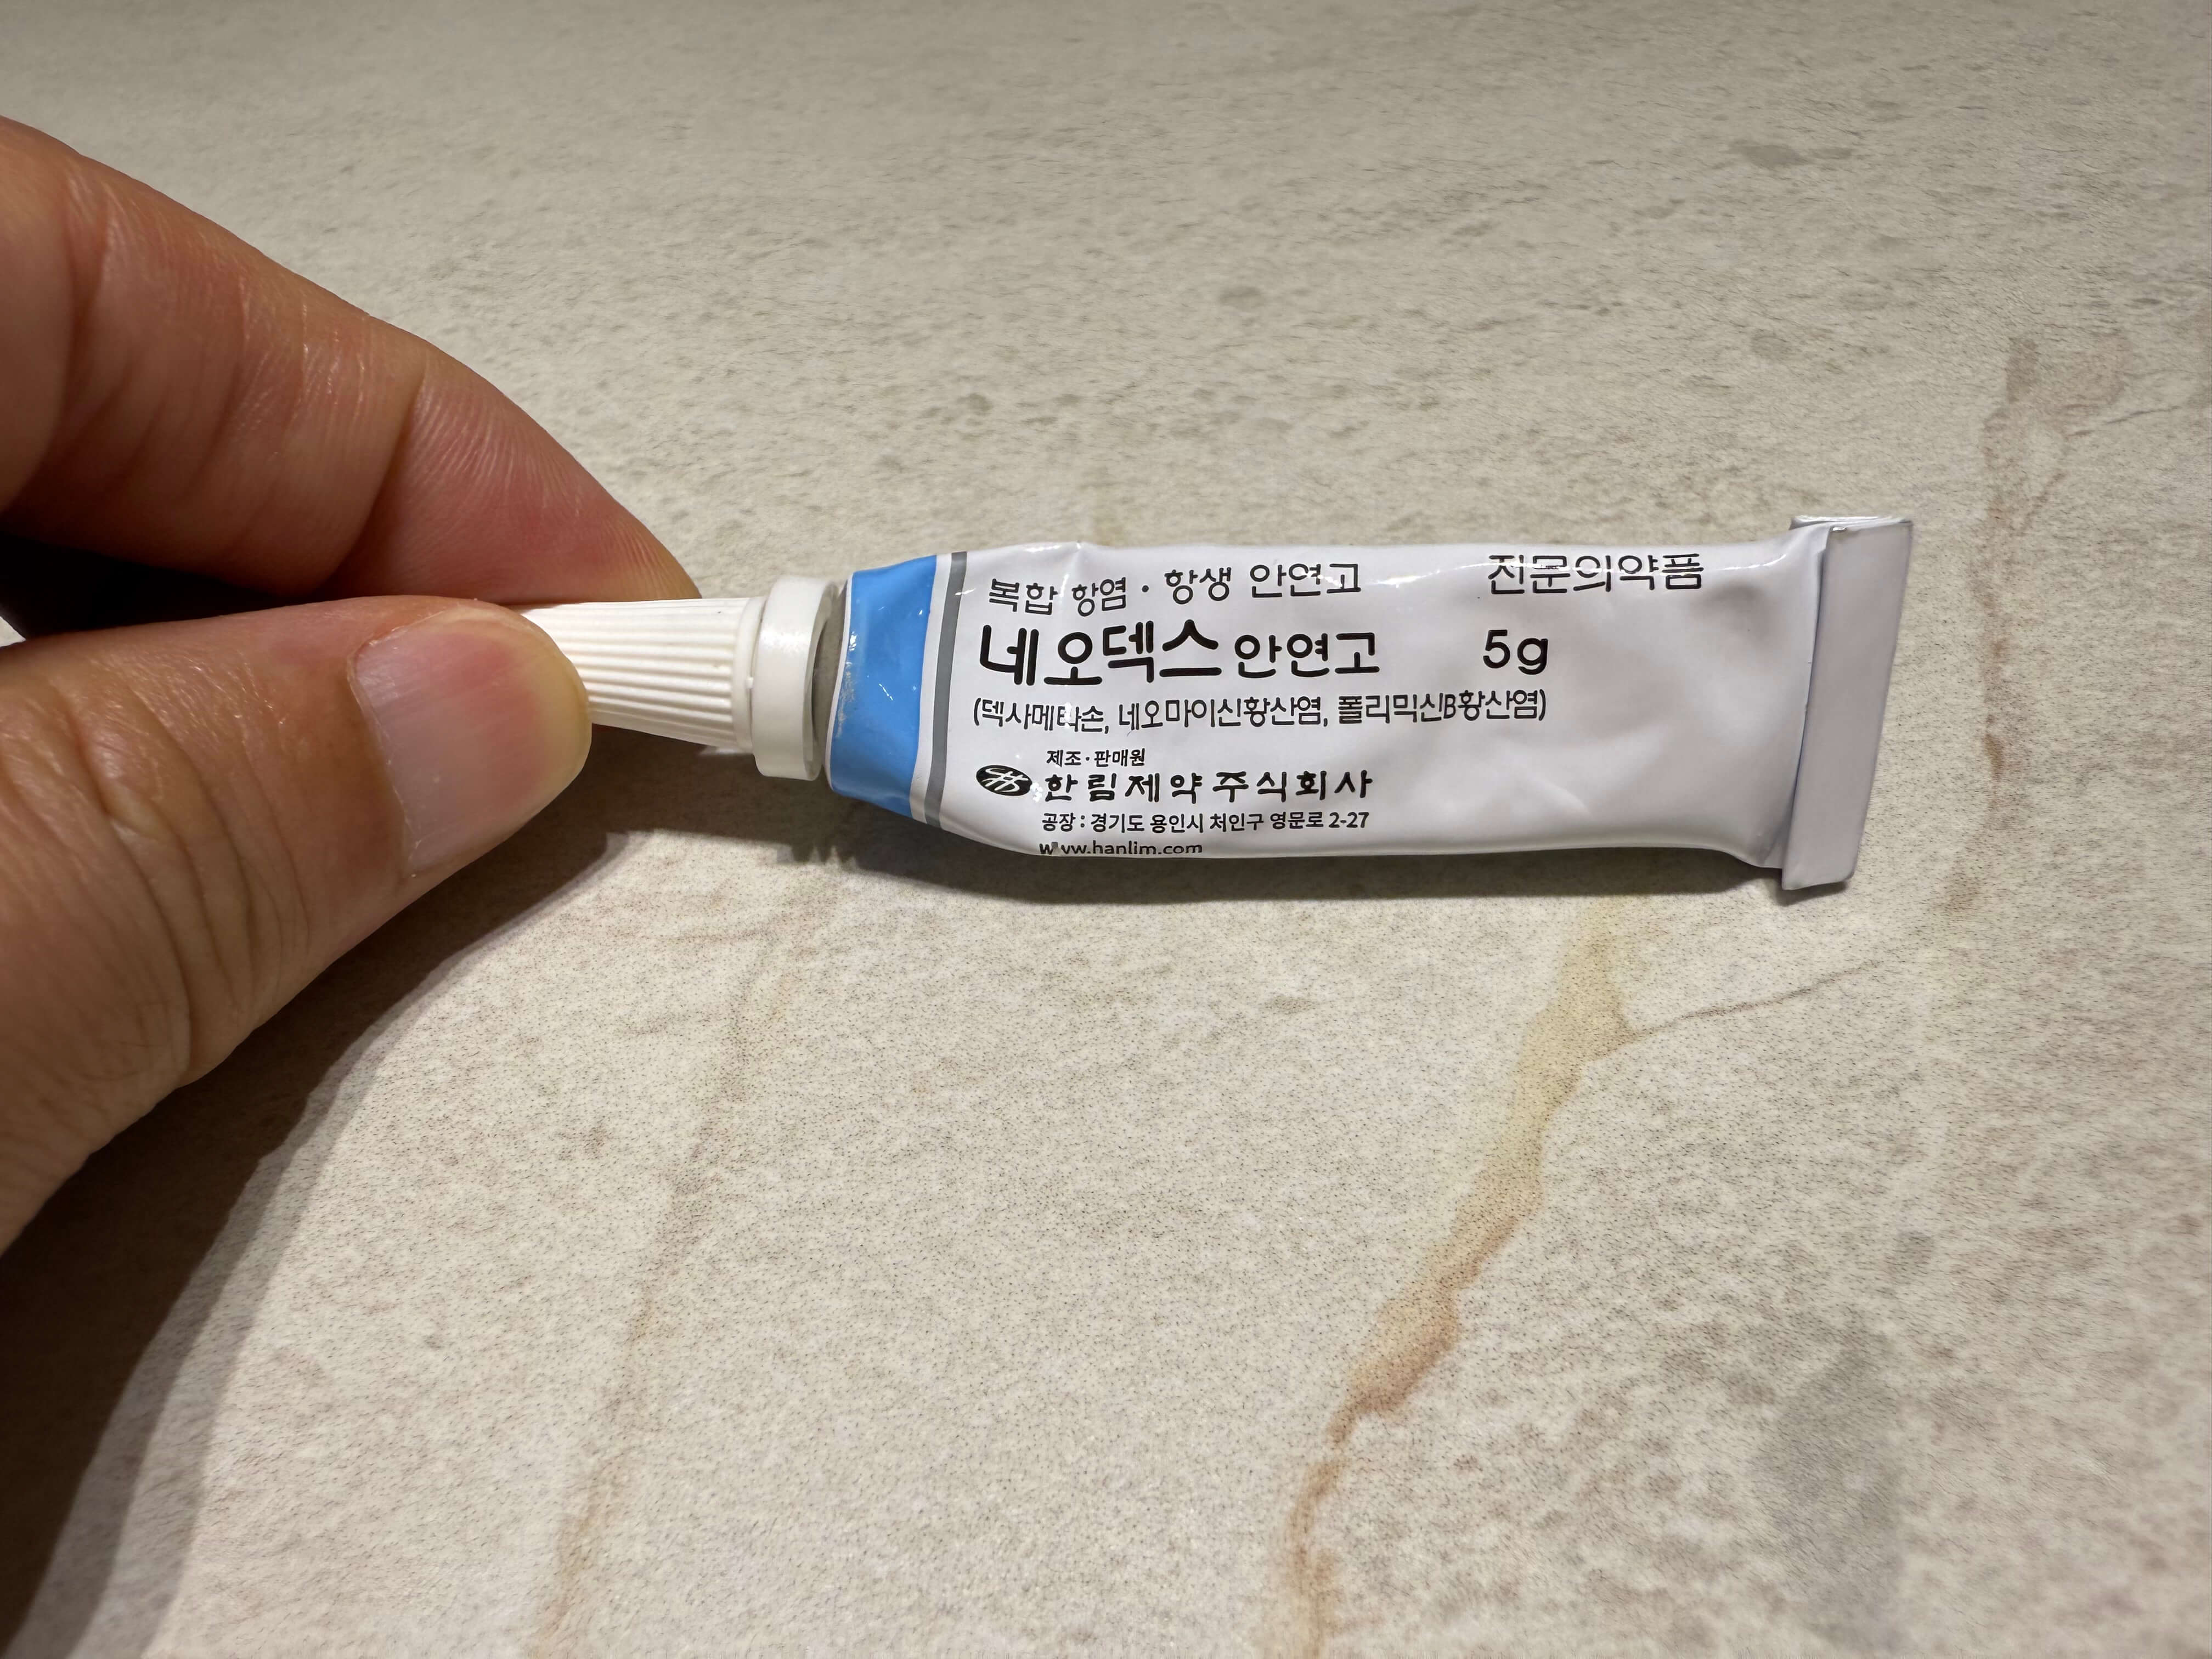 복합 항염·항생 안연고 전문의약품
네오덱스 안연고 5g
(덱사메타손, 네오마이신황산염, 폴리믹신B황산염)
제조·판매원
한림제약주식회사
공장 : 경기도 용인시 처인구 영문로 2-27
www.hanlim.com